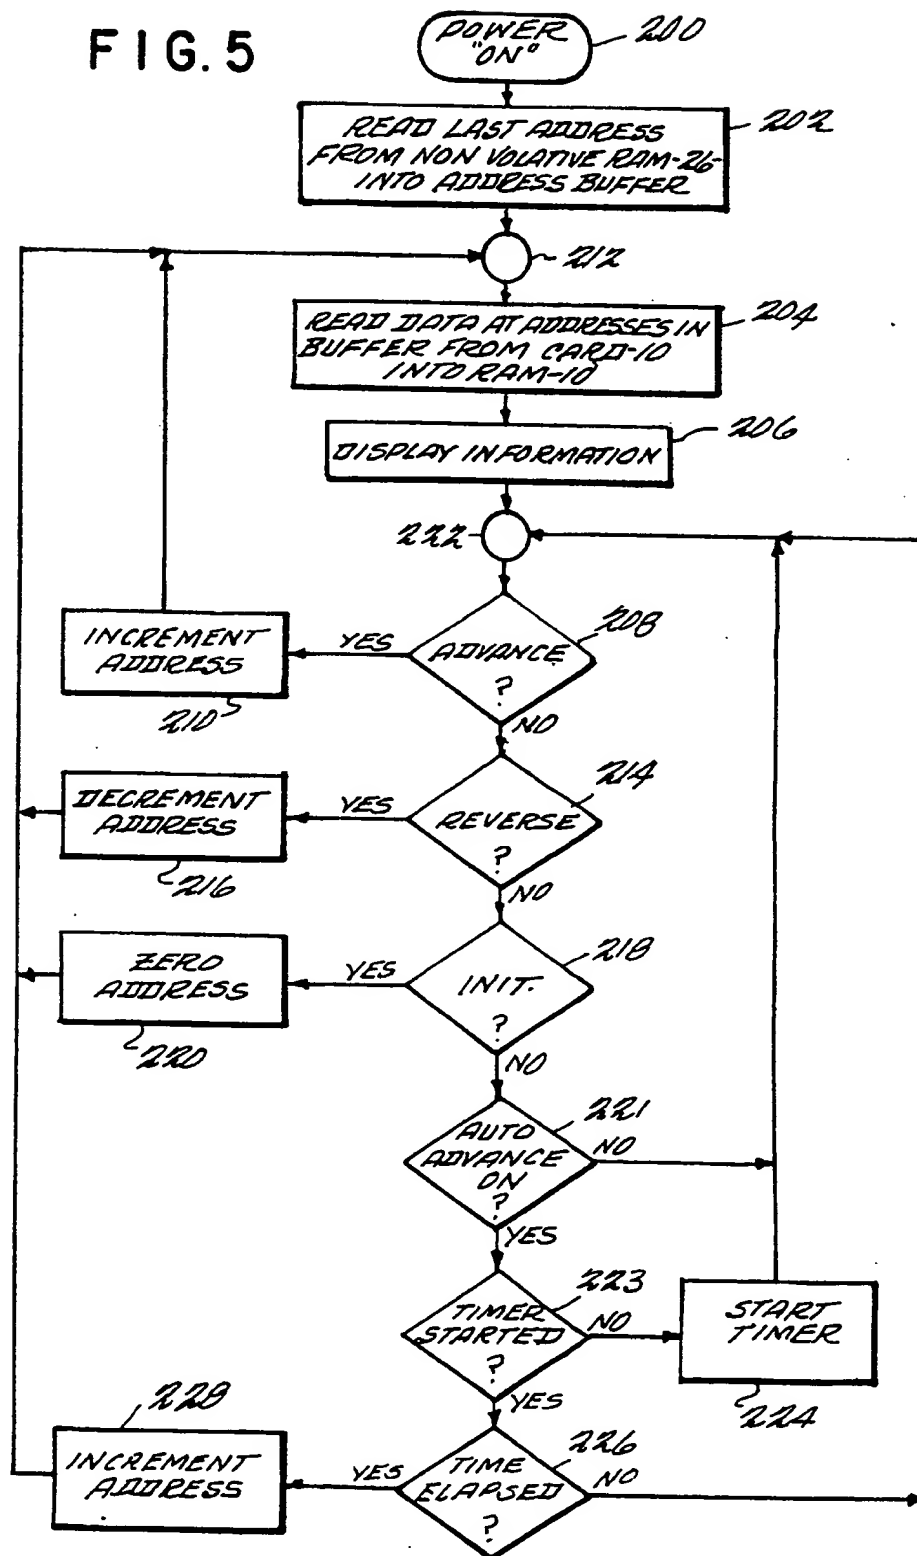 FIG. 5
POWER
"ON"
200
READ LAST ADDRESS
FROM NON VOLATIVE RAM-26-
INTO ADDRESS BUFFER
202
212
READ DATA AT ADDRESSES IN
BUFFER FROM CARD-10
INTO RAM-10
204
DISPLAY INFORMATION
206
222
ADVANCE
?
208
YES
INCREMENT
ADDRESS
210
NO
REVERSE
?
214
YES
DECREMENT
ADDRESS
216
NO
INIT.
?
218
YES
ZERO
ADDRESS
220
NO
AUTO
ADVANCE
ON
?
221
NO
YES
TIMER
STARTED
?
223
NO
START
TIMER
224
YES
TIME
ELAPSED
?
226
NO
YES
INCREMENT
ADDRESS
228